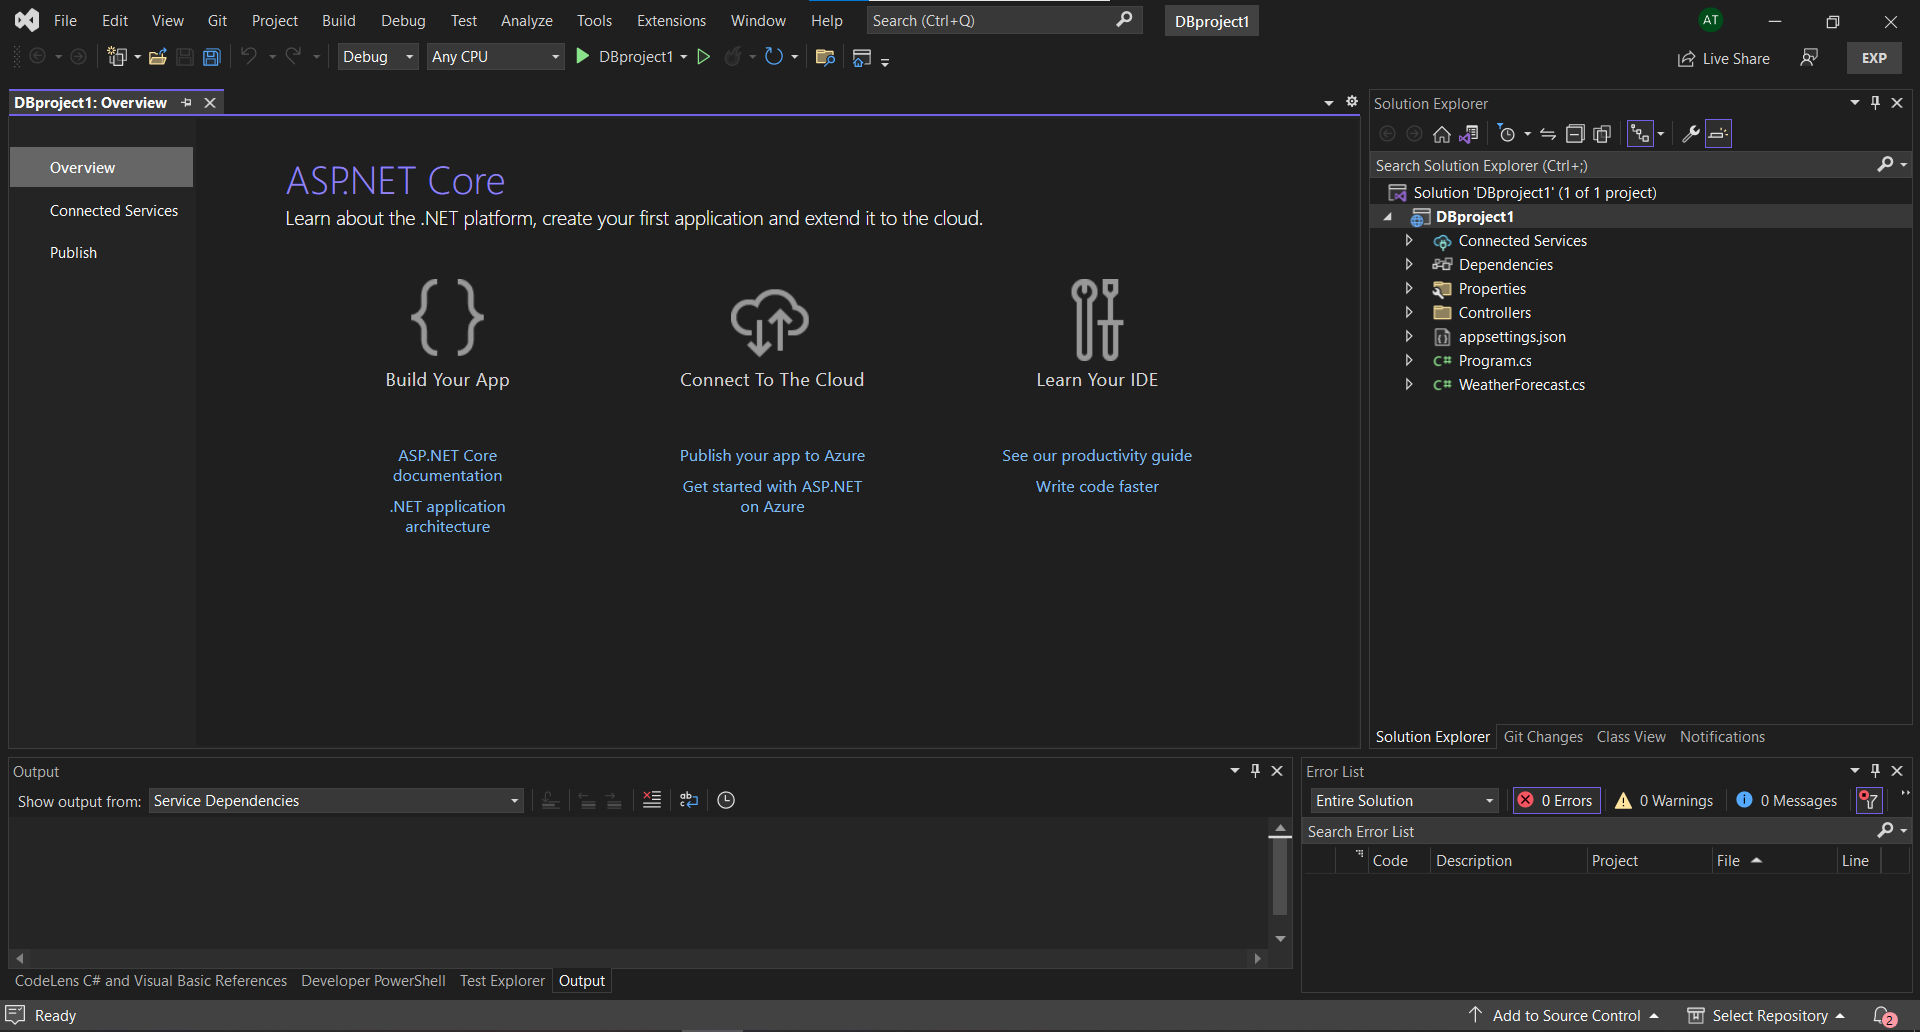 File Edit View Git Project Build Debug Test Analyze Tools Extensions Window Help Search (Ctrl+Q) DBproject1 AT
Debug Any CPU DBproject1 Live Share EXP
DBproject1: Overview
Overview
Connected Services
Publish
ASP.NET Core
Learn about the .NET platform, create your first application and extend it to the cloud.
Build Your App
ASP.NET Core
documentation
.NET application
architecture
Connect To The Cloud
Publish your app to Azure
Get started with ASP.NET
on Azure
Learn Your IDE
See our productivity guide
Write code faster
Solution Explorer
Search Solution Explorer (Ctrl+;)
Solution 'DBproject1' (1 of 1 project)
DBproject1
Connected Services
Dependencies
Properties
Controllers
appsettings.json
C# Program.cs
C# WeatherForecast.cs
Solution Explorer Git Changes Class View Notifications
Output
Show output from: Service Dependencies
CodeLens C# and Visual Basic References Developer PowerShell Test Explorer Output
Error List
Entire Solution 0 Errors 0 Warnings 0 Messages
Search Error List
Code Description Project File Line
Ready Add to Source Control Select Repository 2